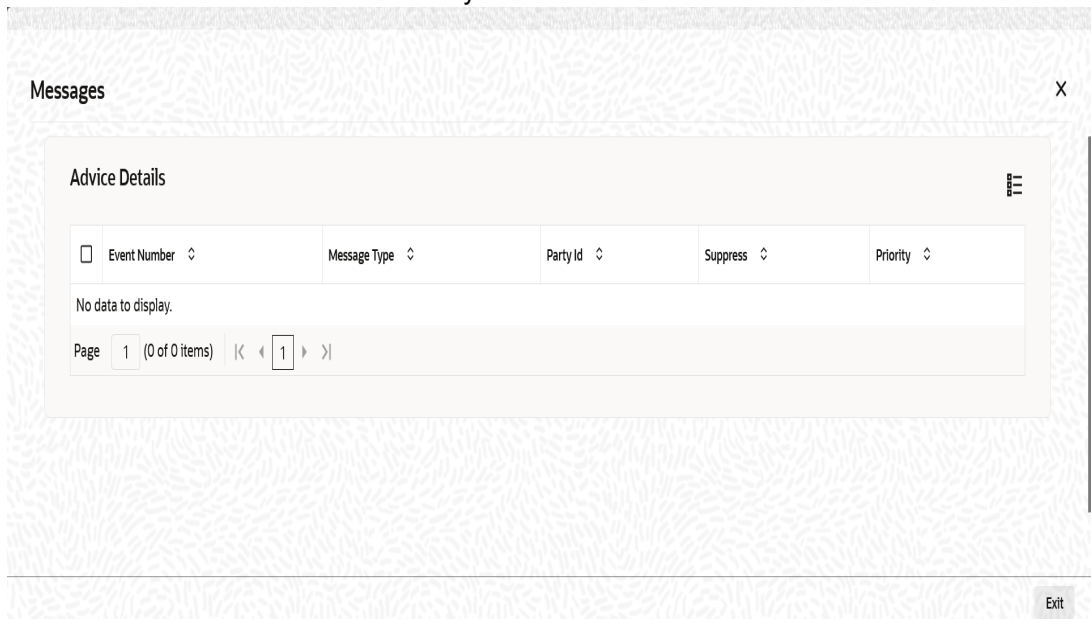 Messages
X
Advice Details
Event Number Message Type Party Id Suppress Priority
No data to display.
Page 1 (0 of 0 items) 1
Exit